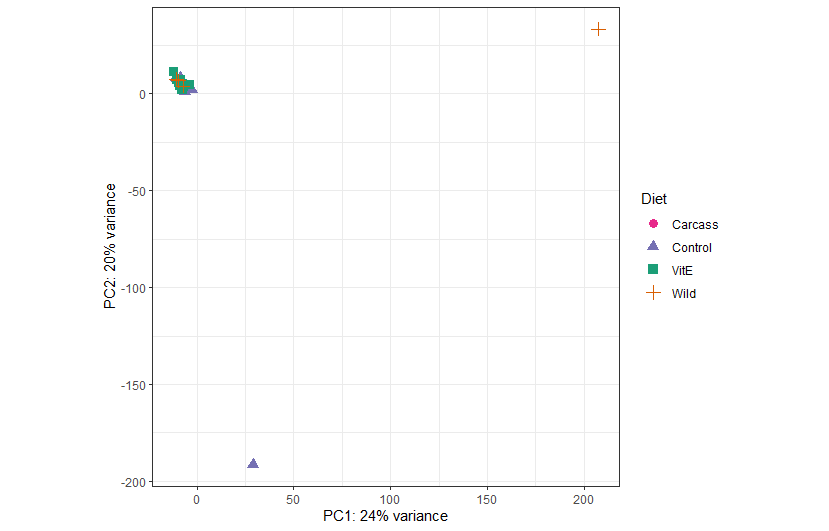 0
-50
-100
-150
-200
0
50
100
150
200
PC1: 24% variance
PC2: 20% variance
Diet
Carcass
Control
VitE
Wild